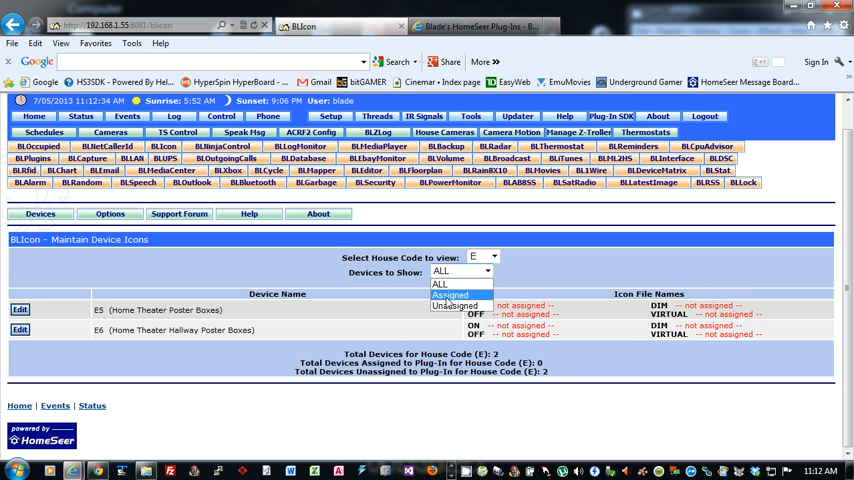 http://192.168.1.55:8081/blicon
BLIcon
Blade's HomeSeer Plug-Ins - B...
File Edit View Favorites Tools Help
Google Search Share More »
Sign In
Google HS3SDK - Powered By Help... HyperSpin HyperBoard - ... Gmail bitGAMER Cinemar • Index page EasyWeb EmuMovies Underground Gamer HomeSeer Message Board...
7/05/2013 11:12:34 AM Sunrise: 5:52 AM Sunset: 9:06 PM User: blade
Home Status Events Log Control Phone Setup Threads IR Signals Tools Updater Help Plug-In SDK About Logout
Schedules Cameras TS Control Speak Msg ACRF2 Config BLZLog House Cameras Camera Motion Manage Z-Troller Thermostats
BLOccupied BLNetCallerId BLIcon BLNinjaControl BLLogMonitor BLMediaPlayer BLBackup BLRadar BLThermostat BLReminders BLCpuAdvisor
BLPlugins BLCapture BLLAN BLUPS BLOutgoingCalls BLDatabase BLEbayMonitor BLVolume BLBroadcast BLiTunes BLML2HS BLInterface BLDSC
BLRfid BLChart BLEmail BLMediaCenter BLXbox BLGarage BLMapper BLEditor BLFloorplan BLRain8X10 BLMovies BL1Wire BLDeviceMatrix BLStat
BLAlarm BLRandom BLSpeech BLOutlook BLBluetooth BLGarbage BLSecurity BLPowerMonitor BLAB8SS BLSatRadio BLLatestImage BLRSS BLLock
Devices Options Support Forum Help About
BLIcon - Maintain Device Icons
Select House Code to view: E
Devices to Show: ALL
ALL
Assigned
Unassigned
Device Name Icon File Names
Edit E5 (Home Theater Poster Boxes) -- not assigned -- DIM -- not assigned --
OFF -- not assigned -- VIRTUAL -- not assigned --
Edit E6 (Home Theater Hallway Poster Boxes) ON -- not assigned -- DIM -- not assigned --
OFF -- not assigned -- VIRTUAL -- not assigned --
Total Devices for House Code (E): 2
Total Devices Assigned to Plug-In for House Code (E): 0
Total Devices Unassigned to Plug-In for House Code (E): 2
Home | Events | Status
powered by
HomeSeer
11:12 AM